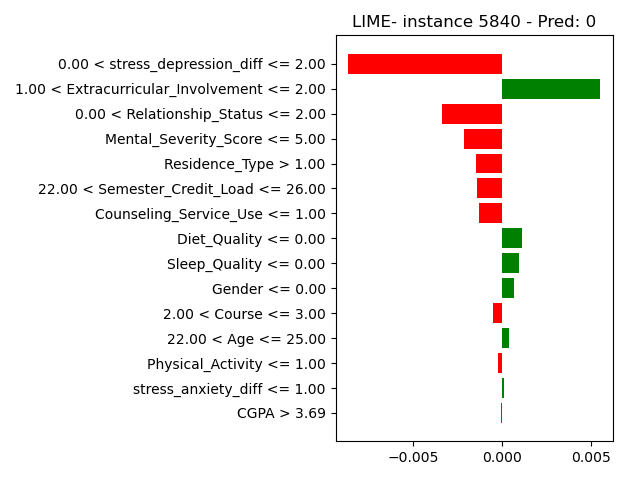 LIME- instance 5840 - Pred: 0
0.00 < stress_depression_diff <= 2.00
1.00 < Extracurricular_Involvement <= 2.00
0.00 < Relationship_Status <= 2.00
Mental_Severity_Score <= 5.00
Residence_Type > 1.00
22.00 < Semester_Credit_Load <= 26.00
Counseling_Service_Use <= 1.00
Diet_Quality <= 0.00
Sleep_Quality <= 0.00
Gender <= 0.00
2.00 < Course <= 3.00
22.00 < Age <= 25.00
Physical_Activity <= 1.00
stress_anxiety_diff <= 1.00
CGPA > 3.69
−0.005 0.000 0.005